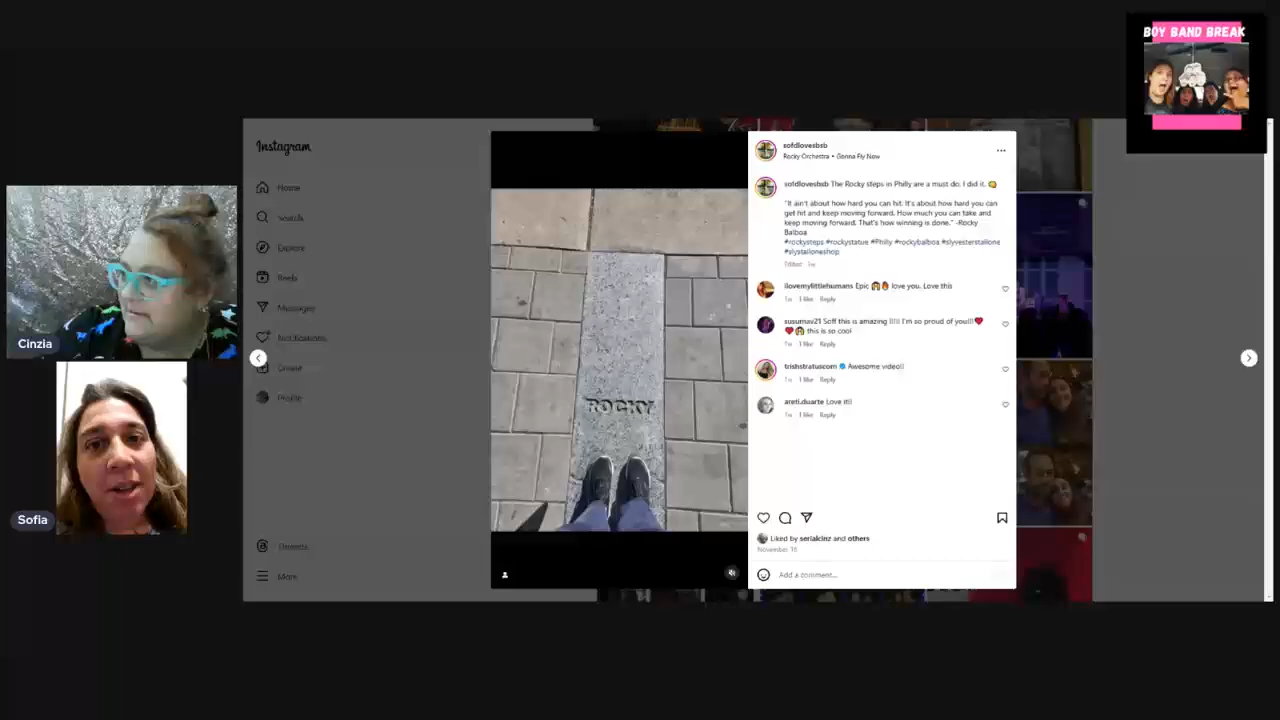 BOY BAND BREAK
Instagram
Home
Search
Explore
Reels
Messages
Notifications
Create
Profile
Threads
More
Cinzia
Sofia
ROCKY
sofdlovesbsb
Rocky Orchestra • Gonna Fly Now
sofdlovesbsb The Rocky steps in Philly are a must do. I did it.
"It ain't about how hard you can hit. It's about how hard you can
get hit and keep moving forward. How much you can take and
keep moving forward. That's how winning is done." -Rocky
Balboa
#rockysteps #rockystatue #Philly #rockybalboa #slyvesterstallone
#slystalloneshop
Edited · 1w
ilovemylittlehumans Epic love you. Love this
1w 1 like Reply
susumav21 Soff this is amazing !!!!! I'm so proud of you!!!
this is so cool
1w 1 like Reply
trishstratuscom Awesome video!!
1w 1 like Reply
areti.duarte Love it!!
1w 1 like Reply
Liked by serialcinz and others
November 16
Add a comment...